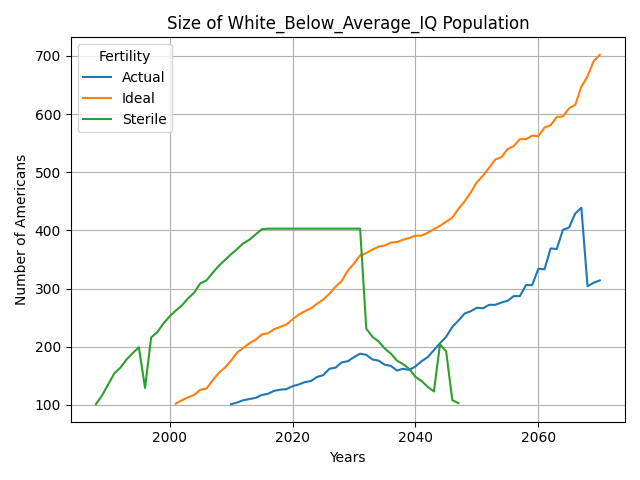 Size of White_Below_Average_IQ Population
Fertility
Actual
Ideal
Sterile
Number of Americans
700
600
500
400
300
200
100
2000 2020 2040 2060
Years